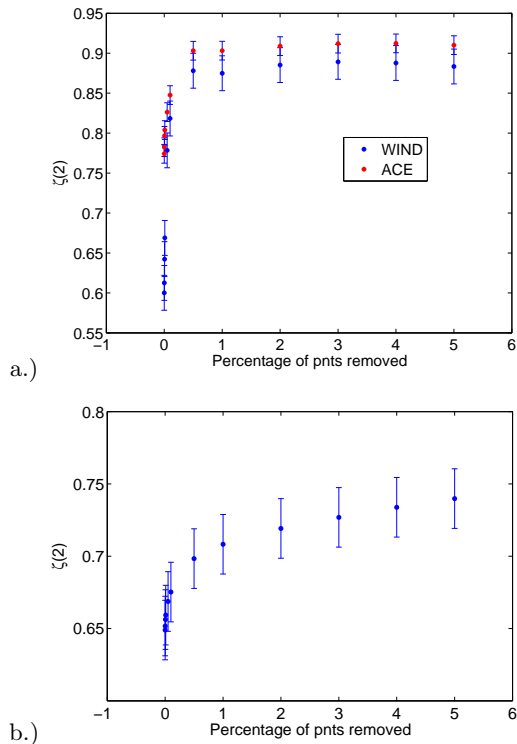 0.95
0.9
0.85
0.8
0.75
0.7
0.65
0.6
0.55
ζ(2)
WIND
ACE
−1 0 1 2 3 4 5 6
Percentage of pnts removed
a.)
0.8
0.75
0.7
0.65
ζ(2)
−1 0 1 2 3 4 5 6
Percentage of pnts removed
b.)